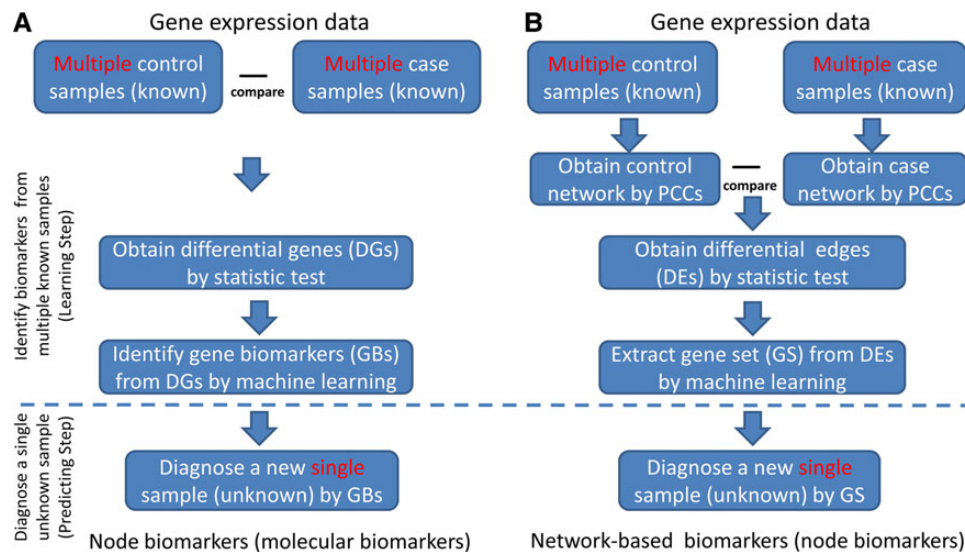 A
Gene expression data
Multiple control
samples (known)
compare
Multiple case
samples (known)
Obtain differential genes (DGs)
by statistic test
Identify gene biomarkers (GBs)
from DGs by machine learning
Diagnose a new single
sample (unknown) by GBs
Node biomarkers (molecular biomarkers)
Identify biomarkers from
multiple known samples
(Learning Step)
Diagnose a single
unknown sample
(Predicting Step)
B
Gene expression data
Multiple control
samples (known)
Multiple case
samples (known)
Obtain control
network by PCCs
compare
Obtain case
network by PCCs
Obtain differential edges
(DEs) by statistic test
Extract gene set (GS) from DEs
by machine learning
Diagnose a new single
sample (unknown) by GS
Network-based biomarkers (node biomarkers)